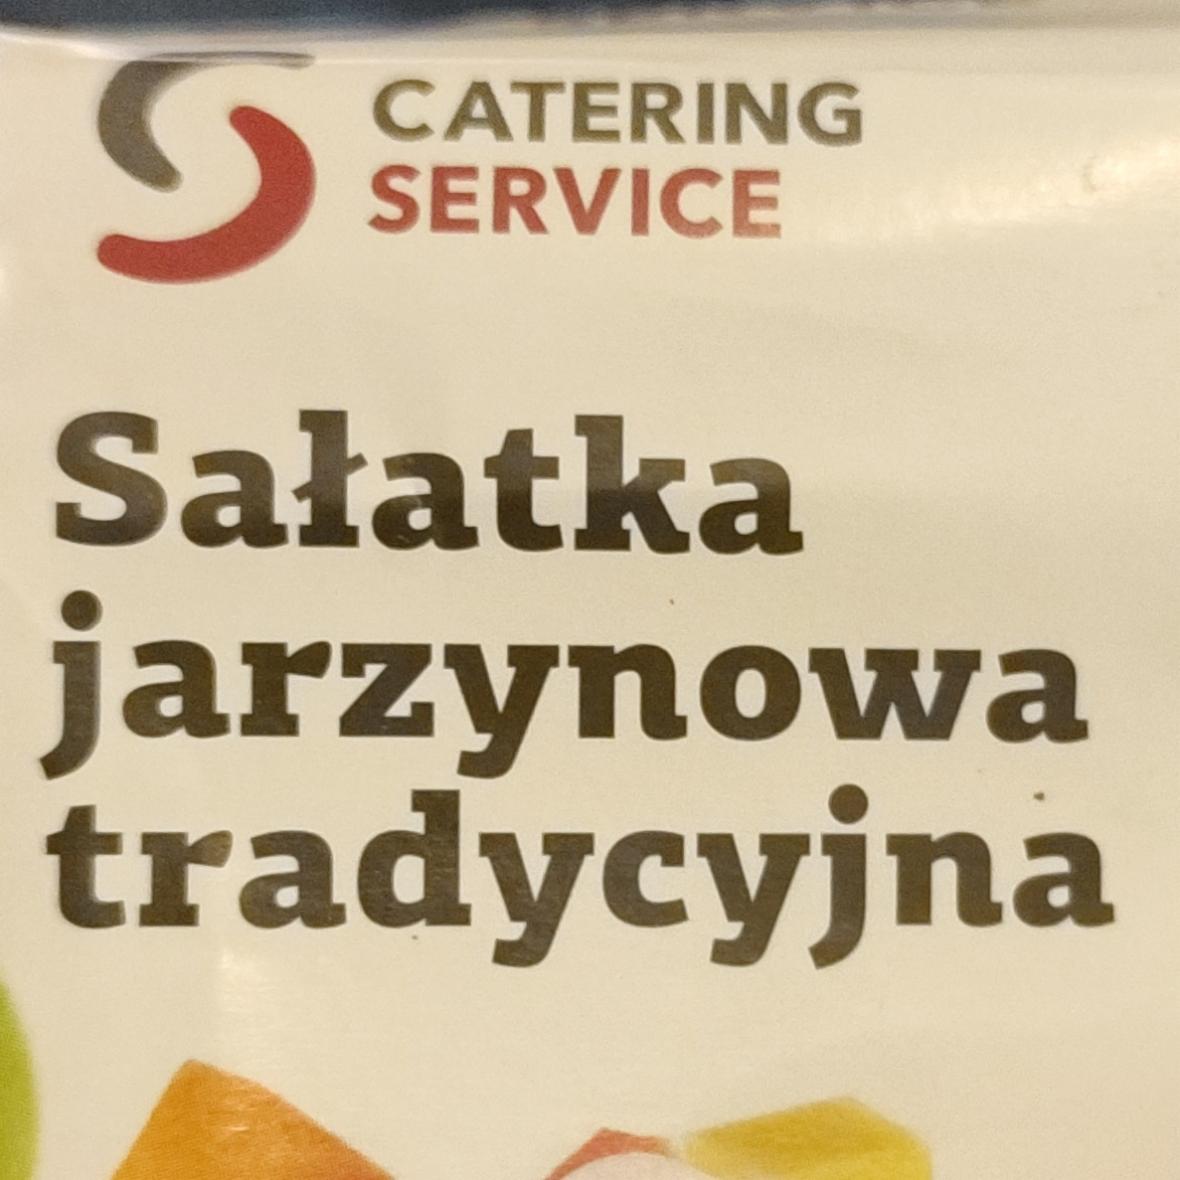 CATERING
SERVICE
Sałatka
jarzynowa
tradycyjna